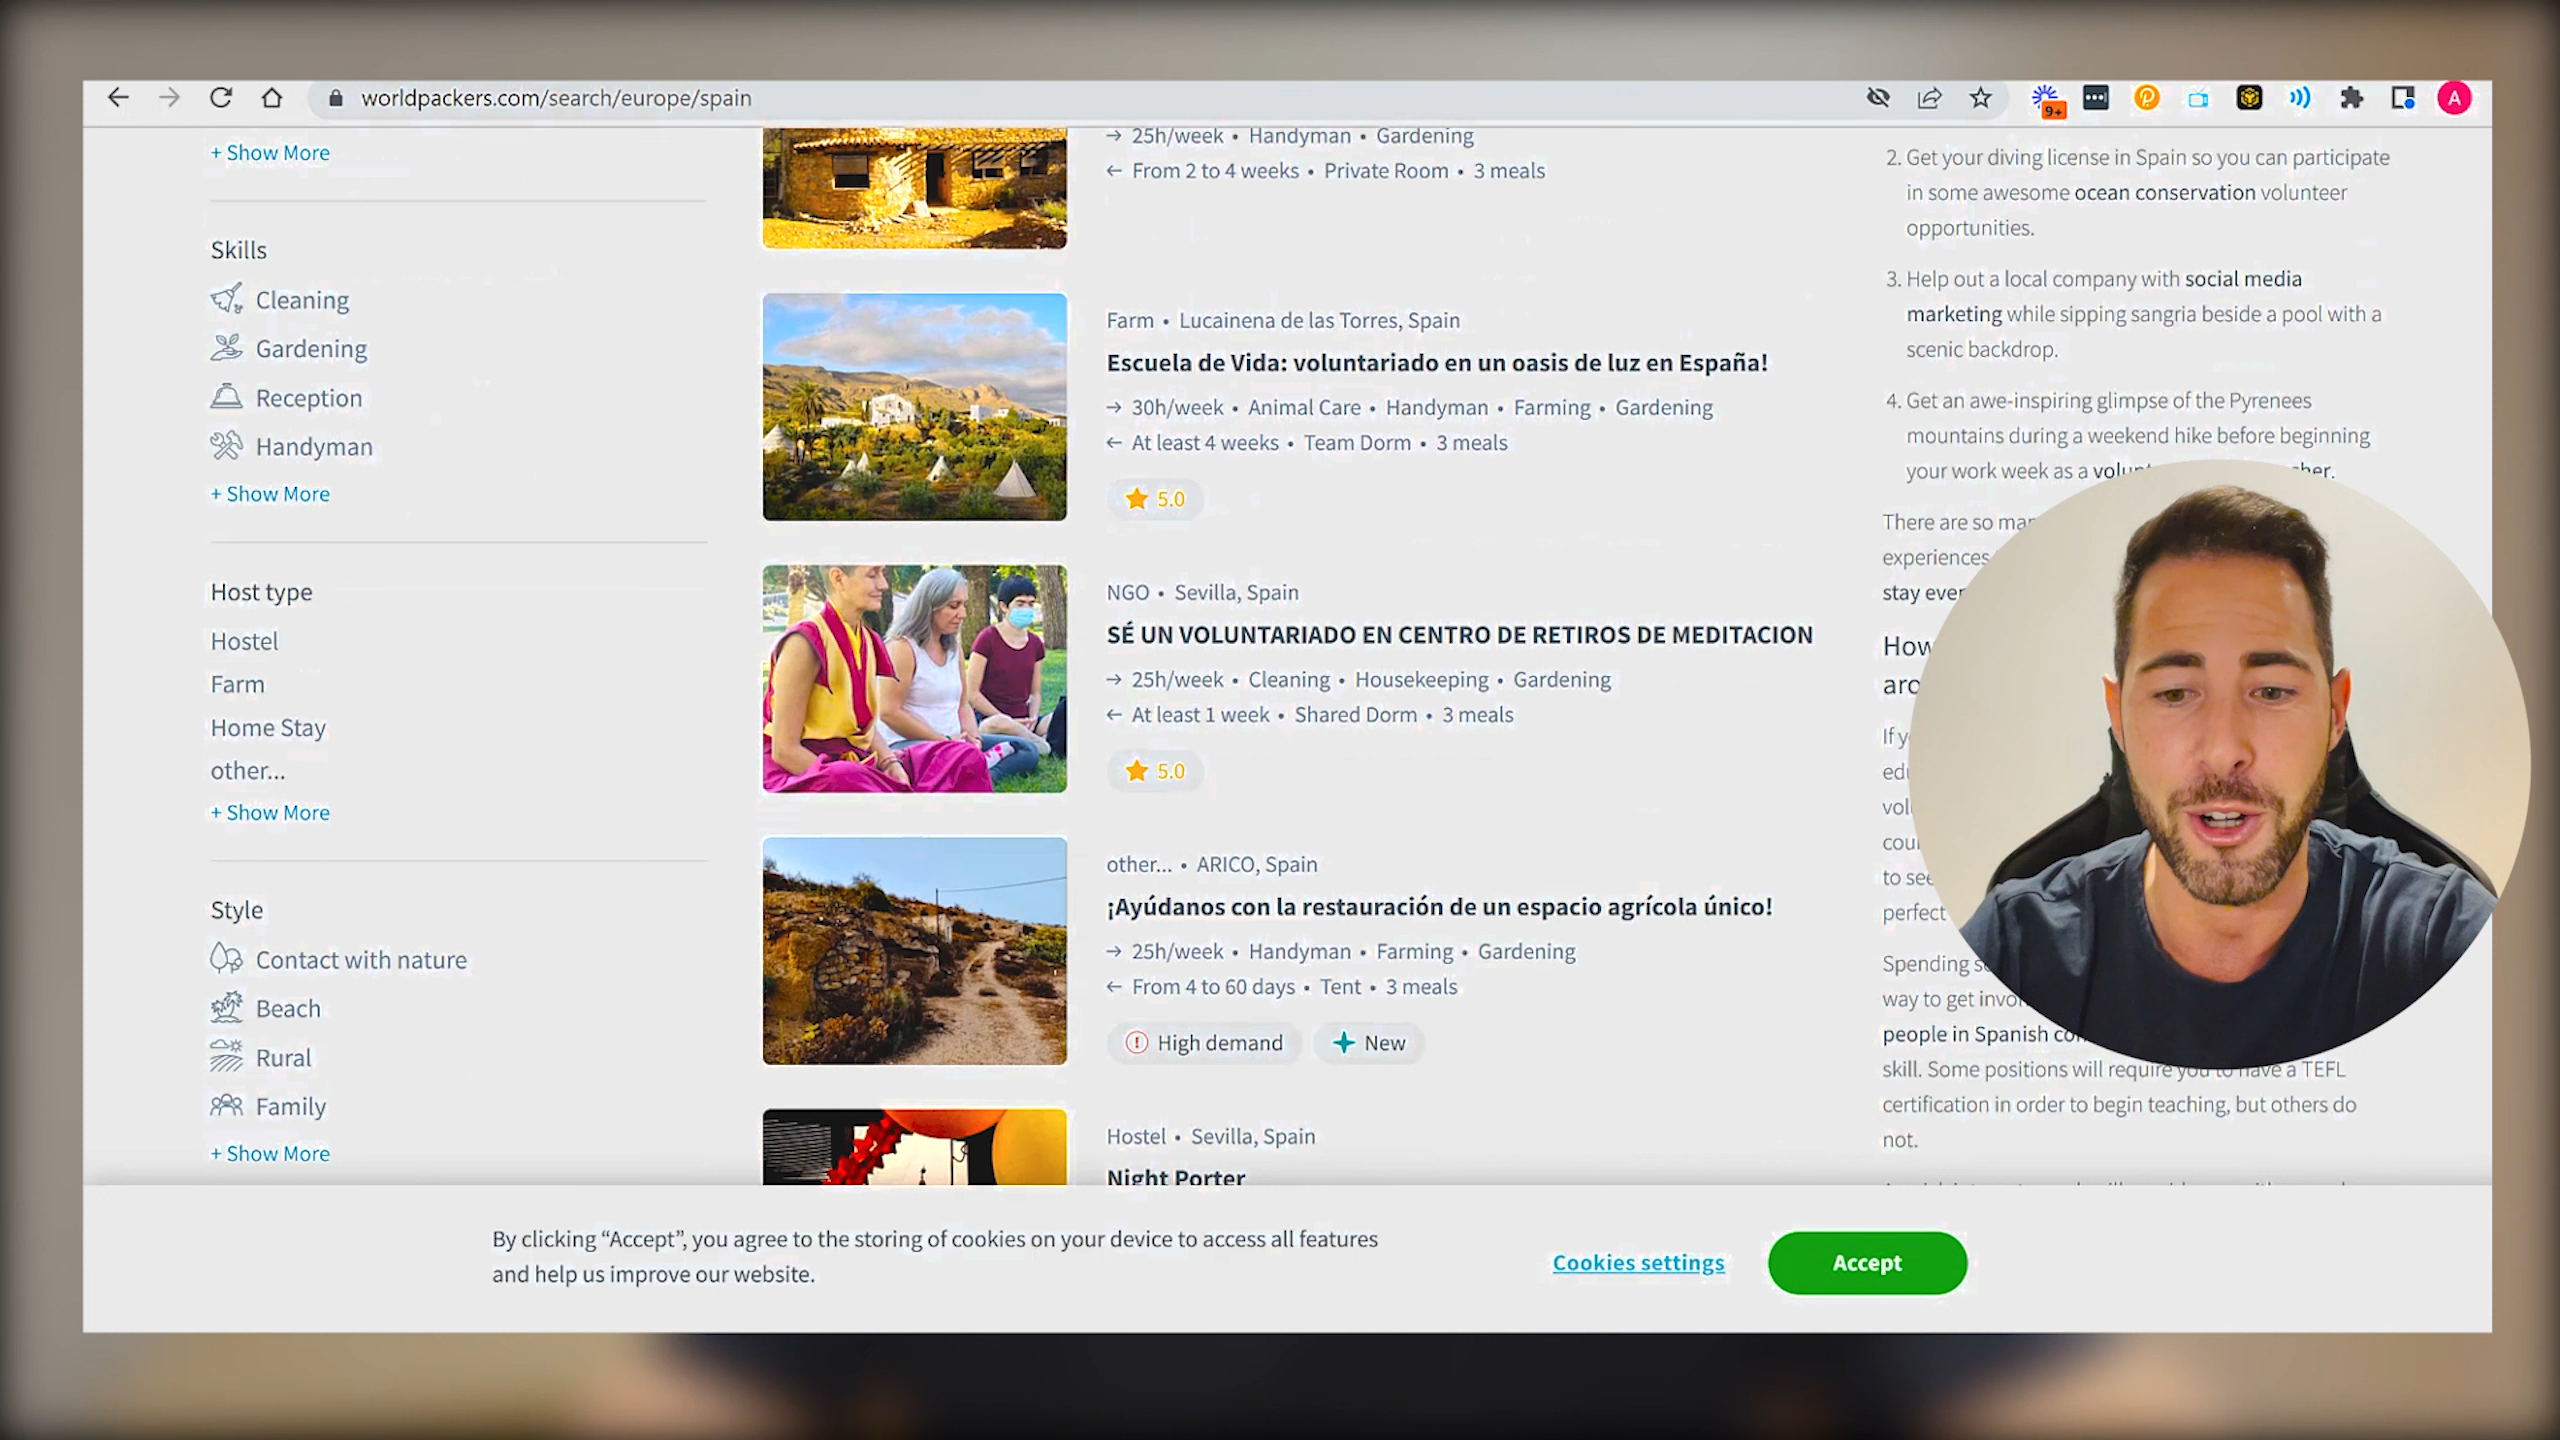 worldpackers.com/search/europe/spain
9+
A
+ Show More
Skills
Cleaning
Gardening
Reception
Handyman
+ Show More
Host type
Hostel
Farm
Home Stay
other...
+ Show More
Style
Contact with nature
Beach
Rural
Family
+ Show More
→ 25h/week • Handyman • Gardening
← From 2 to 4 weeks • Private Room • 3 meals
Farm • Lucainena de las Torres, Spain
Escuela de Vida: voluntariado en un oasis de luz en España!
→ 30h/week • Animal Care • Handyman • Farming • Gardening
← At least 4 weeks • Team Dorm • 3 meals
5.0
NGO • Sevilla, Spain
SÉ UN VOLUNTARIADO EN CENTRO DE RETIROS DE MEDITACION
→ 25h/week • Cleaning • Housekeeping • Gardening
← At least 1 week • Shared Dorm • 3 meals
5.0
other... • ARICO, Spain
¡Ayúdanos con la restauración de un espacio agrícola único!
→ 25h/week • Handyman • Farming • Gardening
← From 4 to 60 days • Tent • 3 meals
High demand
New
Hostel • Sevilla, Spain
Night Porter
2. Get your diving license in Spain so you can participate
in some awesome ocean conservation volunteer
opportunities.
3. Help out a local company with social media
marketing while sipping sangria beside a pool with a
scenic backdrop.
4. Get an awe-inspiring glimpse of the Pyrenees
mountains during a weekend hike before beginning
your work week as a
There are so
experiences
stay
How
If
to
perfect
Spending
way to get
people in Spanish
skill. Some positions will require you to have a TEFL
certification in order to begin teaching, but others do
not.
By clicking “Accept”, you agree to the storing of cookies on your device to access all features
and help us improve our website.
Cookies settings
Accept